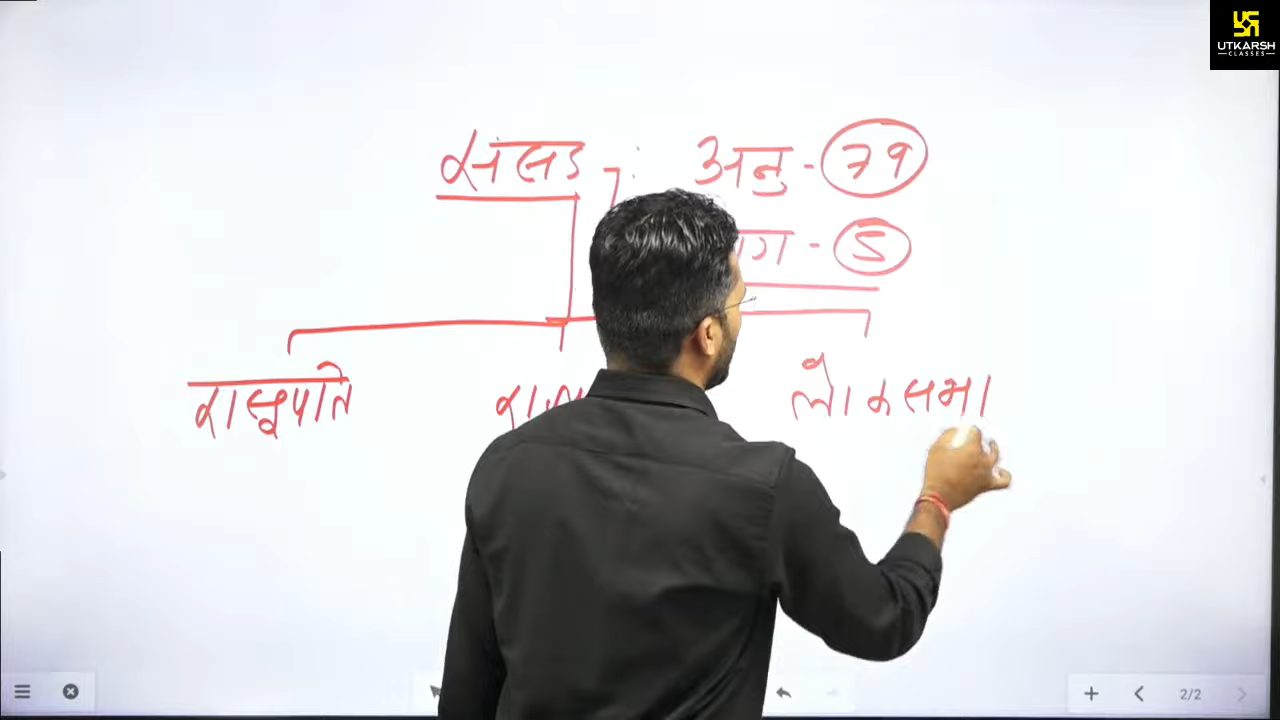 UTKARSH
CLASSES
संसद : अनु - 79
- 5
राष्ट्रपति लोकसभा
2/2